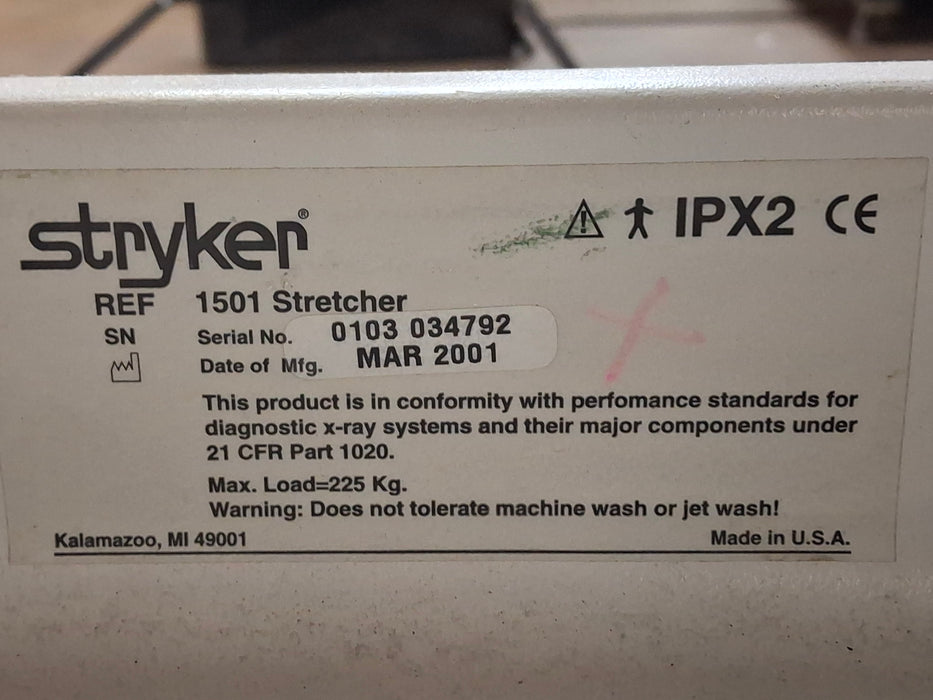 stryker®
IPX2 CE
REF 1501 Stretcher
SN Serial No. 0103 034792
Date of Mfg. MAR 2001
This product is in conformity with perfomance standards for
diagnostic x-ray systems and their major components under
21 CFR Part 1020.
Max. Load=225 Kg.
Warning: Does not tolerate machine wash or jet wash!
Kalamazoo, MI 49001 Made in U.S.A.